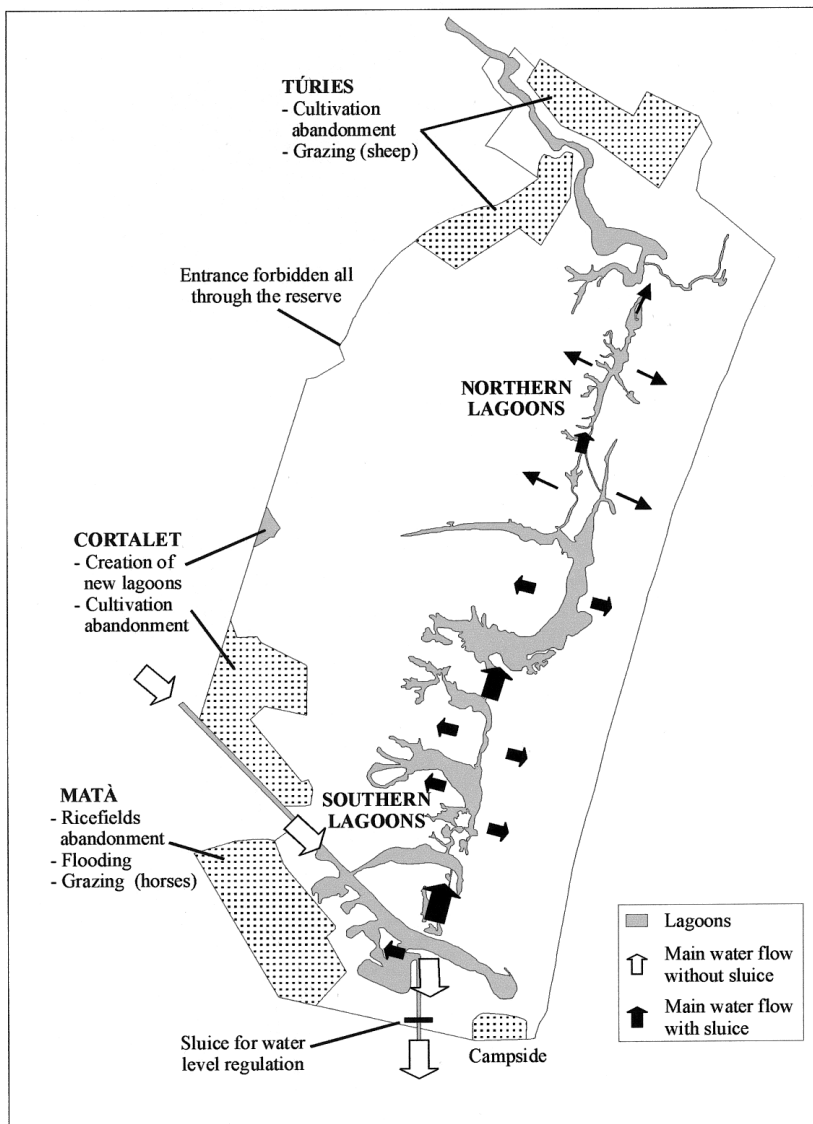 TÚRIES
- Cultivation
abandonment
- Grazing (sheep)
Entrance forbidden all
through the reserve
NORTHERN
LAGOONS
CORTALET
- Creation of
new lagoons
- Cultivation
abandonment
MATÀ
- Ricefields
abandonment
- Flooding
- Grazing (horses)
SOUTHERN
LAGOONS
Sluice for water
level regulation
Campside
Lagoons
Main water flow
without sluice
Main water flow
with sluice